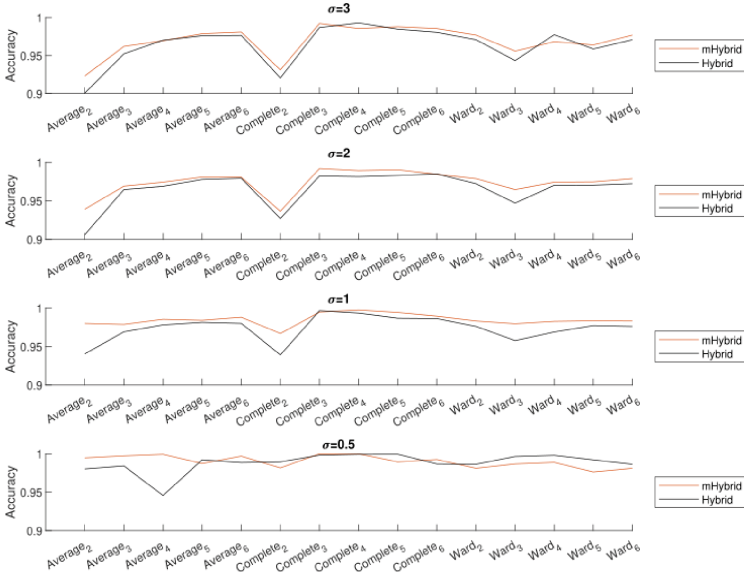 σ=3
Accuracy
1
0.95
0.9
Average2 Average3 Average4 Average5 Average6 Complete2 Complete3 Complete4 Complete5 Complete6 Ward2 Ward3 Ward4 Ward5 Ward6
mHybrid
Hybrid
σ=2
Accuracy
1
0.95
0.9
Average2 Average3 Average4 Average5 Average6 Complete2 Complete3 Complete4 Complete5 Complete6 Ward2 Ward3 Ward4 Ward5 Ward6
mHybrid
Hybrid
σ=1
Accuracy
1
0.95
0.9
Average2 Average3 Average4 Average5 Average6 Complete2 Complete3 Complete4 Complete5 Complete6 Ward2 Ward3 Ward4 Ward5 Ward6
mHybrid
Hybrid
σ=0.5
Accuracy
1
0.95
0.9
Average2 Average3 Average4 Average5 Average6 Complete2 Complete3 Complete4 Complete5 Complete6 Ward2 Ward3 Ward4 Ward5 Ward6
mHybrid
Hybrid